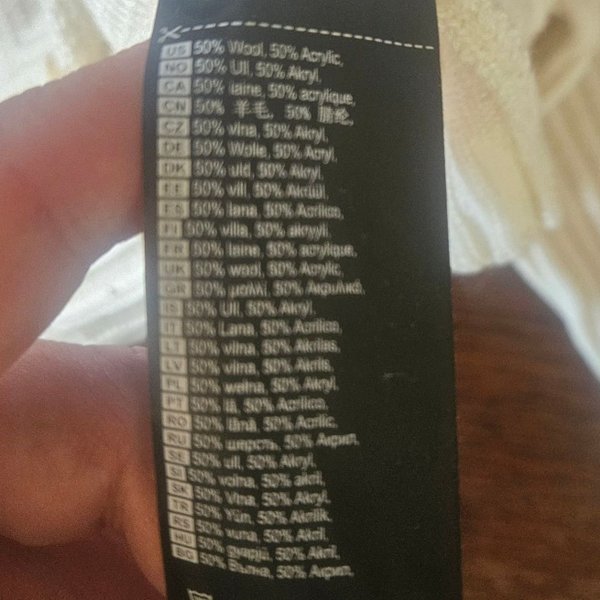 US 50% Wool, 50% Acrylic,
NO 50% Ull, 50% Akryl,
CA 50% laine, 50% acrylique,
CN 50% 羊毛, 50% 腈纶,
CZ 50% vlna, 50% Akryl,
DE 50% Wolle, 50% Acryl,
DK 50% uld, 50% Akryl,
EE 50% vill, 50% Akrüül,
ES 50% lana, 50% Acrílico,
FI 50% villa, 50% akryyli,
FR 50% laine, 50% acrylique,
UK 50% wool, 50% Acrylic,
GR 50% μαλλί, 50% Ακρυλικό,
IS 50% Ull, 50% Akryl,
IT 50% Lana, 50% Acrilico,
LT 50% vilna, 50% Akrilas,
LV 50% vilna, 50% Akrils,
PL 50% wełna, 50% Akryl,
PT 50% lã, 50% Acrílico,
RO 50% lână, 50% Acrilic,
RU 50% шерсть, 50% Акрил,
SE 50% ull, 50% Akryl,
SI 50% volna, 50% akril,
SK 50% Vlna, 50% Akryl,
TR 50% Yün, 50% Akrilik,
RS 50% vuna, 50% Akril,
HU 50% gyapjú, 50% Akril,
BG 50% Вълна, 50% Акрил,